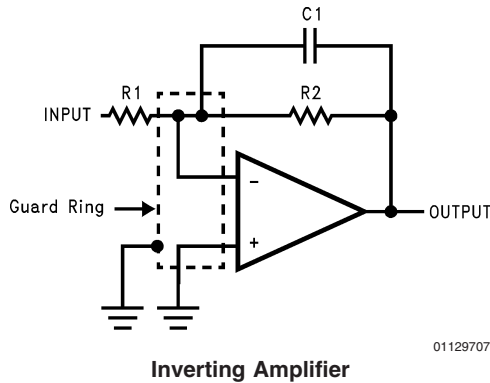 C1
R1
R2
INPUT
Guard Ring
-
+
OUTPUT
01129707
Inverting Amplifier